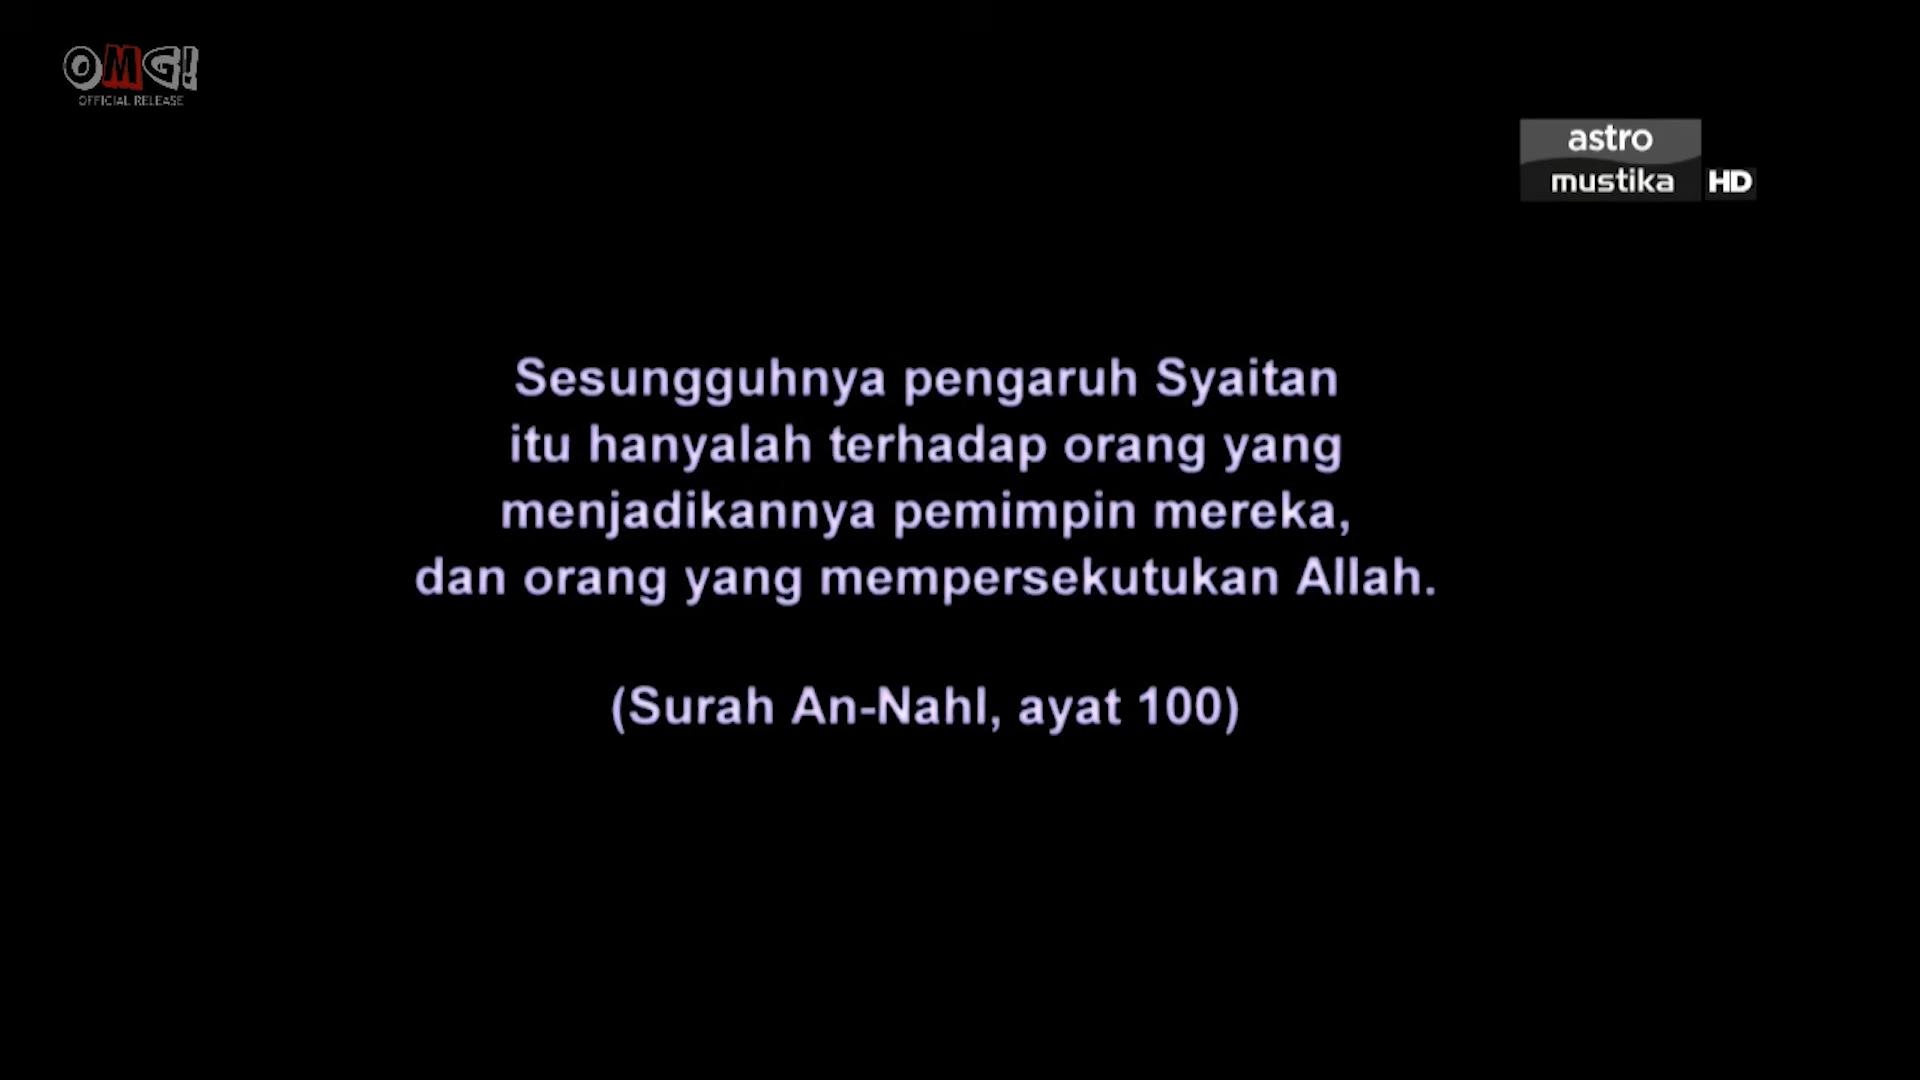 OMG!
OFFICIAL RELEASE
astro
mustika HD
Sesungguhnya pengaruh Syaitan
itu hanyalah terhadap orang yang
menjadikannya pemimpin mereka,
dan orang yang mempersekutukan Allah.
(Surah An-Nahl, ayat 100)